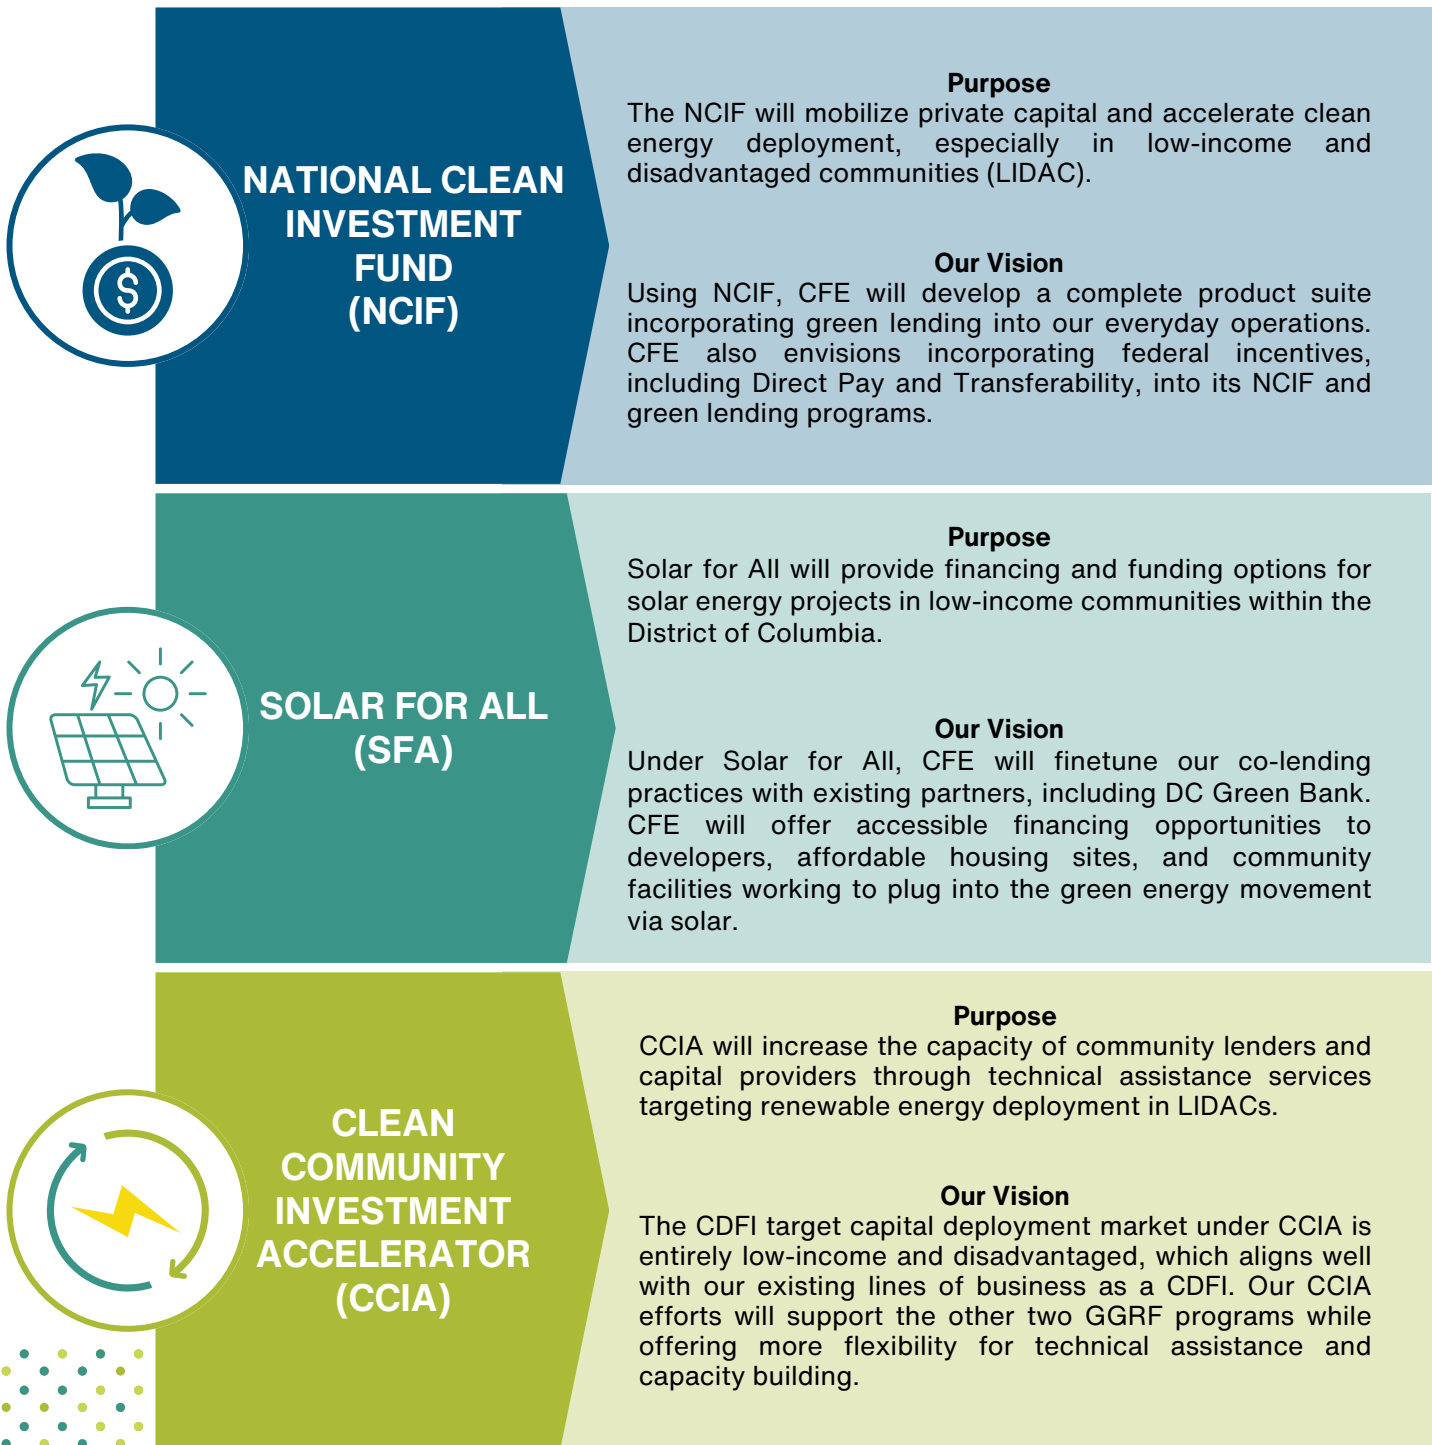 NATIONAL CLEAN
INVESTMENT
FUND
(NCIF)
Purpose
The NCIF will mobilize private capital and accelerate clean
energy deployment, especially in low-income and
disadvantaged communities (LIDAC).
Our Vision
Using NCIF, CFE will develop a complete product suite
incorporating green lending into our everyday operations.
CFE also envisions incorporating federal incentives,
including Direct Pay and Transferability, into its NCIF and
green lending programs.
SOLAR FOR ALL
(SFA)
Purpose
Solar for All will provide financing and funding options for
solar energy projects in low-income communities within the
District of Columbia.
Our Vision
Under Solar for All, CFE will finetune our co-lending
practices with existing partners, including DC Green Bank.
CFE will offer accessible financing opportunities to
developers, affordable housing sites, and community
facilities working to plug into the green energy movement
via solar.
CLEAN
COMMUNITY
INVESTMENT
ACCELERATOR
(CCIA)
Purpose
CCIA will increase the capacity of community lenders and
capital providers through technical assistance services
targeting renewable energy deployment in LIDACs.
Our Vision
The CDFI target capital deployment market under CCIA is
entirely low-income and disadvantaged, which aligns well
with our existing lines of business as a CDFI. Our CCIA
efforts will support the other two GGRF programs while
offering more flexibility for technical assistance and
capacity building.